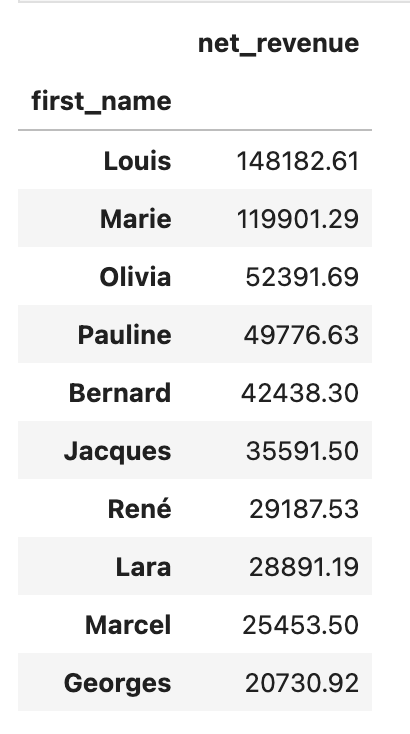 net_revenue
first_name
Louis 148182.61
Marie 119901.29
Olivia 52391.69
Pauline 49776.63
Bernard 42438.30
Jacques 35591.50
René 29187.53
Lara 28891.19
Marcel 25453.50
Georges 20730.92